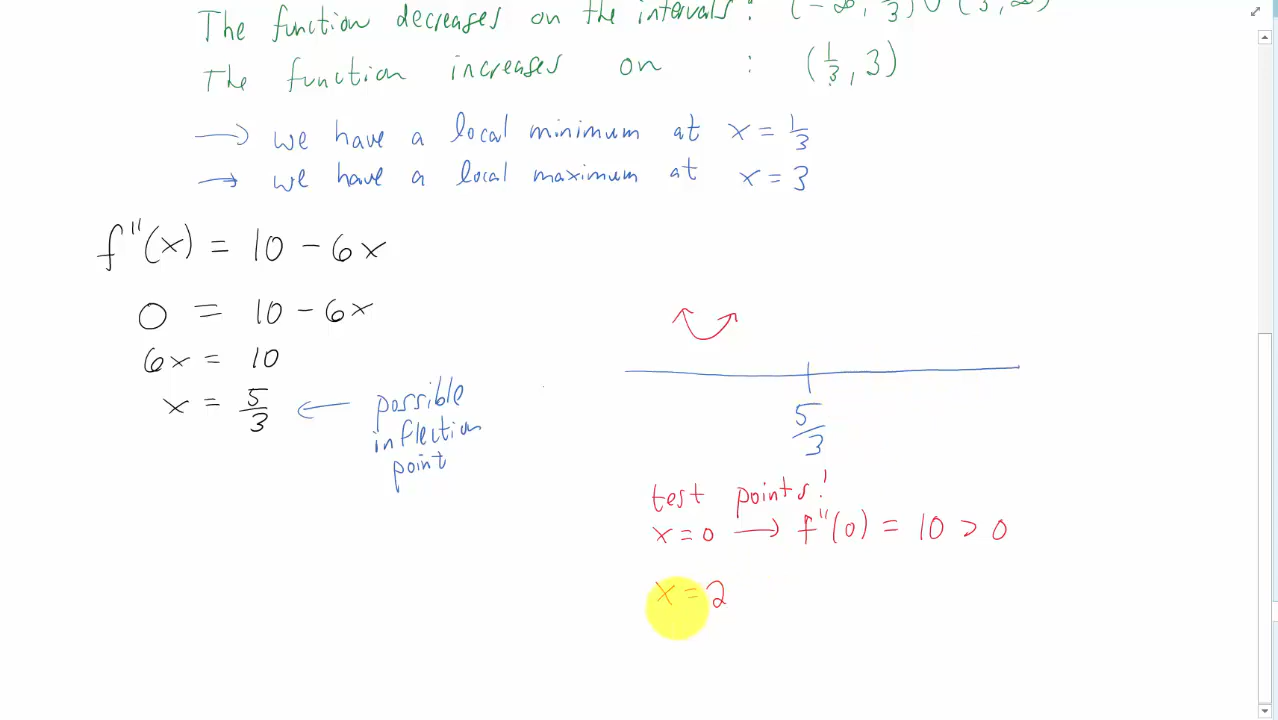 The function decreases on the intervals: (-∞, 1/3) ∪ (3, ∞)
The function increases on : (1/3, 3)
→ we have a local minimum at x = 1/3
→ we have a local maximum at x = 3
f''(x) = 10 - 6x
0 = 10 - 6x
6x = 10
x = 5/3 ← possible
inflection
point
5/3
test points:
x = 0 → f''(0) = 10 > 0
x = 2